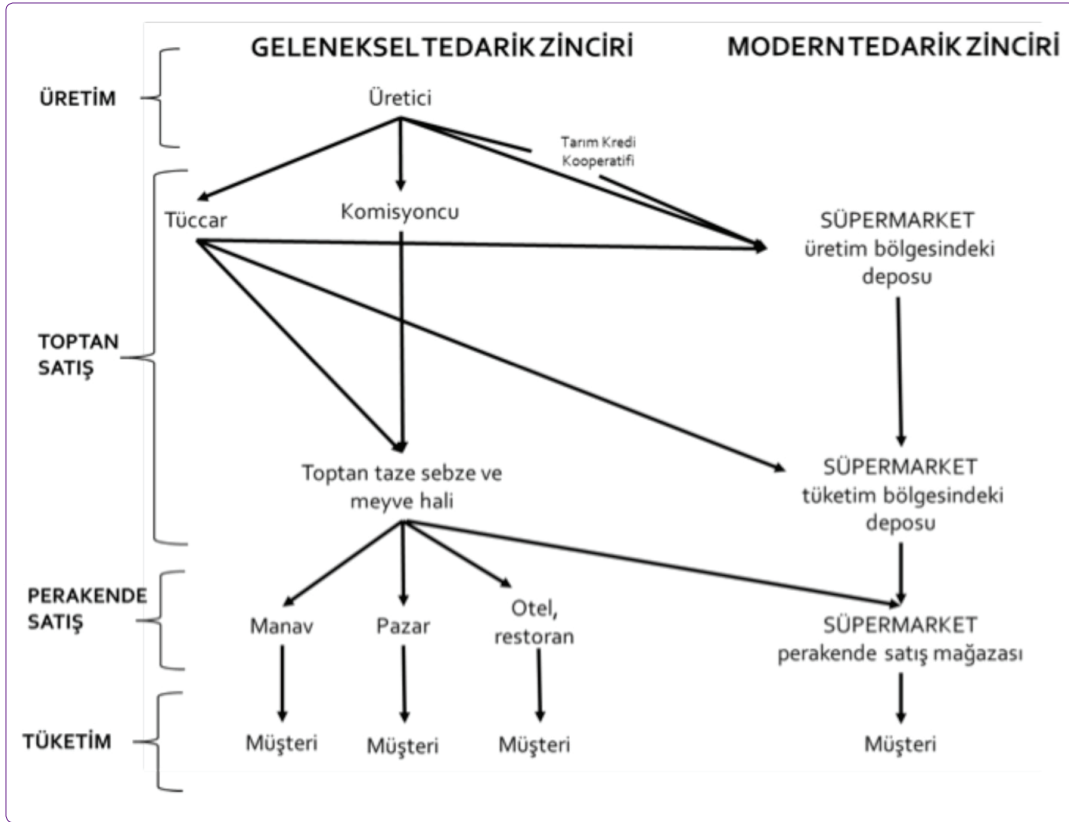 GELENEKSEL TEDARİK ZİNCİRİ
MODERN TEDARİK ZİNCİRİ
ÜRETİM
Üretici
Tarım Kredi
Kooperatifi
Tüccar
Komisyoncu
SÜPERMARKET
üretim bölgesindeki
deposu
TOPTAN
SATIŞ
Toptan taze sebze ve
meyve hali
SÜPERMARKET
tüketim bölgesindeki
deposu
PERAKENDE
SATIŞ
Manav
Pazar
Otel,
restoran
SÜPERMARKET
perakende satış mağazası
TÜKETİM
Müşteri
Müşteri
Müşteri
Müşteri